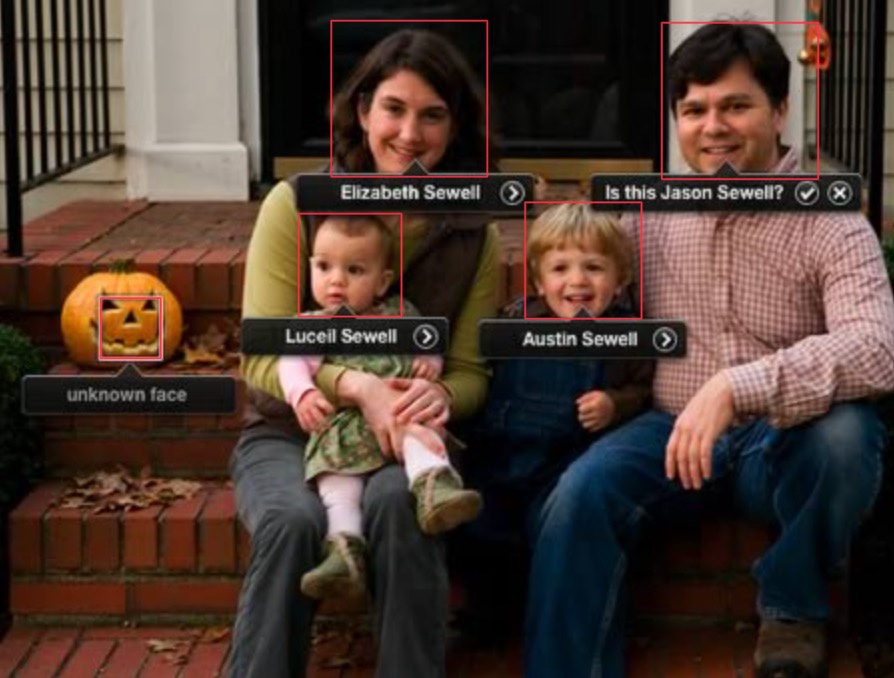 Elizabeth Sewell
Is this Jason Sewell?
Luceil Sewell
Austin Sewell
unknown face